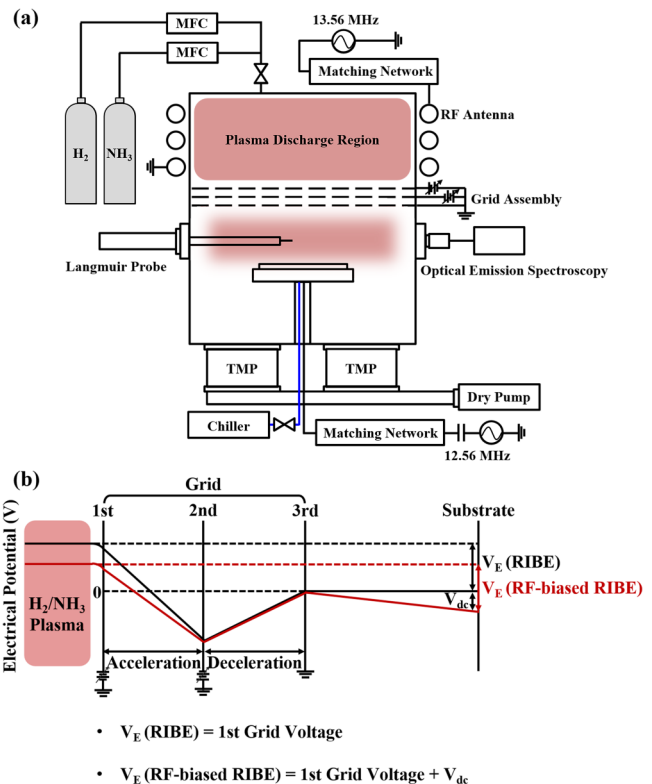 (a)
MFC
MFC
H2
NH3
13.56 MHz
Matching Network
RF Antenna
Plasma Discharge Region
Grid Assembly
Langmuir Probe
Optical Emission Spectroscopy
TMP
TMP
Dry Pump
Chiller
Matching Network
12.56 MHz
(b)
Grid
1st
2nd
3rd
Substrate
Electrical Potential (V)
0
H2/NH3
Plasma
VE (RIBE)
VE (RF-biased RIBE)
Vdc
Acceleration
Deceleration
• VE (RIBE) = 1st Grid Voltage
• VE (RF-biased RIBE) = 1st Grid Voltage + Vdc